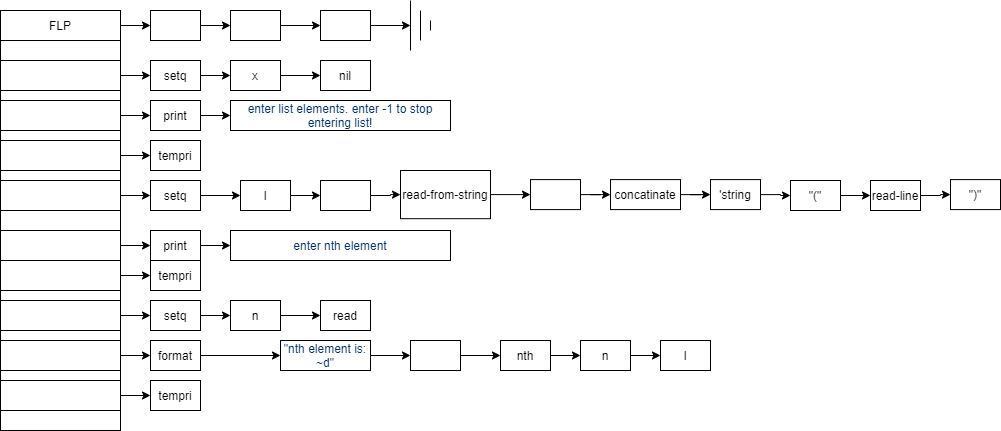 FLP
setq x nil
print enter list elements. enter -1 to stop
entering list!
tempri
setq l read-from-string concatinate 'string "(" read-line ")"
print enter nth element
tempri
setq n read
format "nth element is:
~d" nth n l
tempri